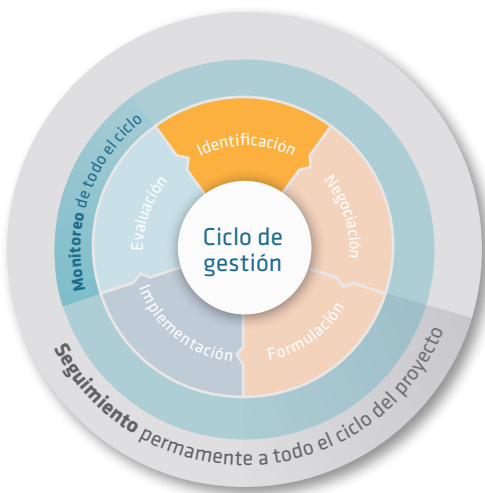 Ciclo de
gestión
Identificación
Negociación
Formulación
Implementación
Evaluación
Monitoreo de todo el ciclo
Seguimiento permamente a todo el ciclo del proyecto